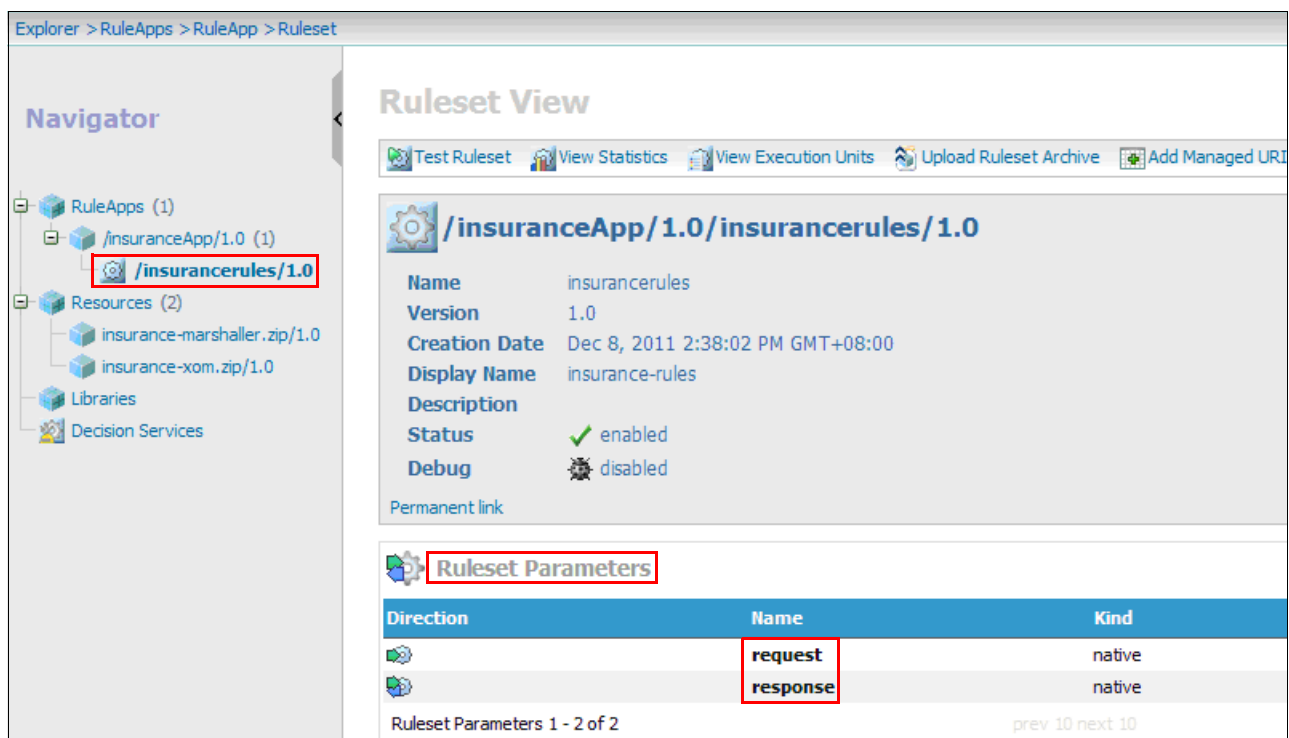 Explorer > RuleApps > RuleApp > Ruleset
Navigator
RuleApps (1)
/insuranceApp/1.0 (1)
/insurancerules/1.0
Resources (2)
insurance-marshaller.zip/1.0
insurance-xom.zip/1.0
Libraries
Decision Services
Ruleset View
Test Ruleset View Statistics View Execution Units Upload Ruleset Archive Add Managed URI
/insuranceApp/1.0/insurancerules/1.0
Name insurancerules
Version 1.0
Creation Date Dec 8, 2011 2:38:02 PM GMT+08:00
Display Name insurance-rules
Description
Status enabled
Debug disabled
Permanent link
Ruleset Parameters
Direction Name Kind
request native
response native
Ruleset Parameters 1 - 2 of 2 prev 10 next 10